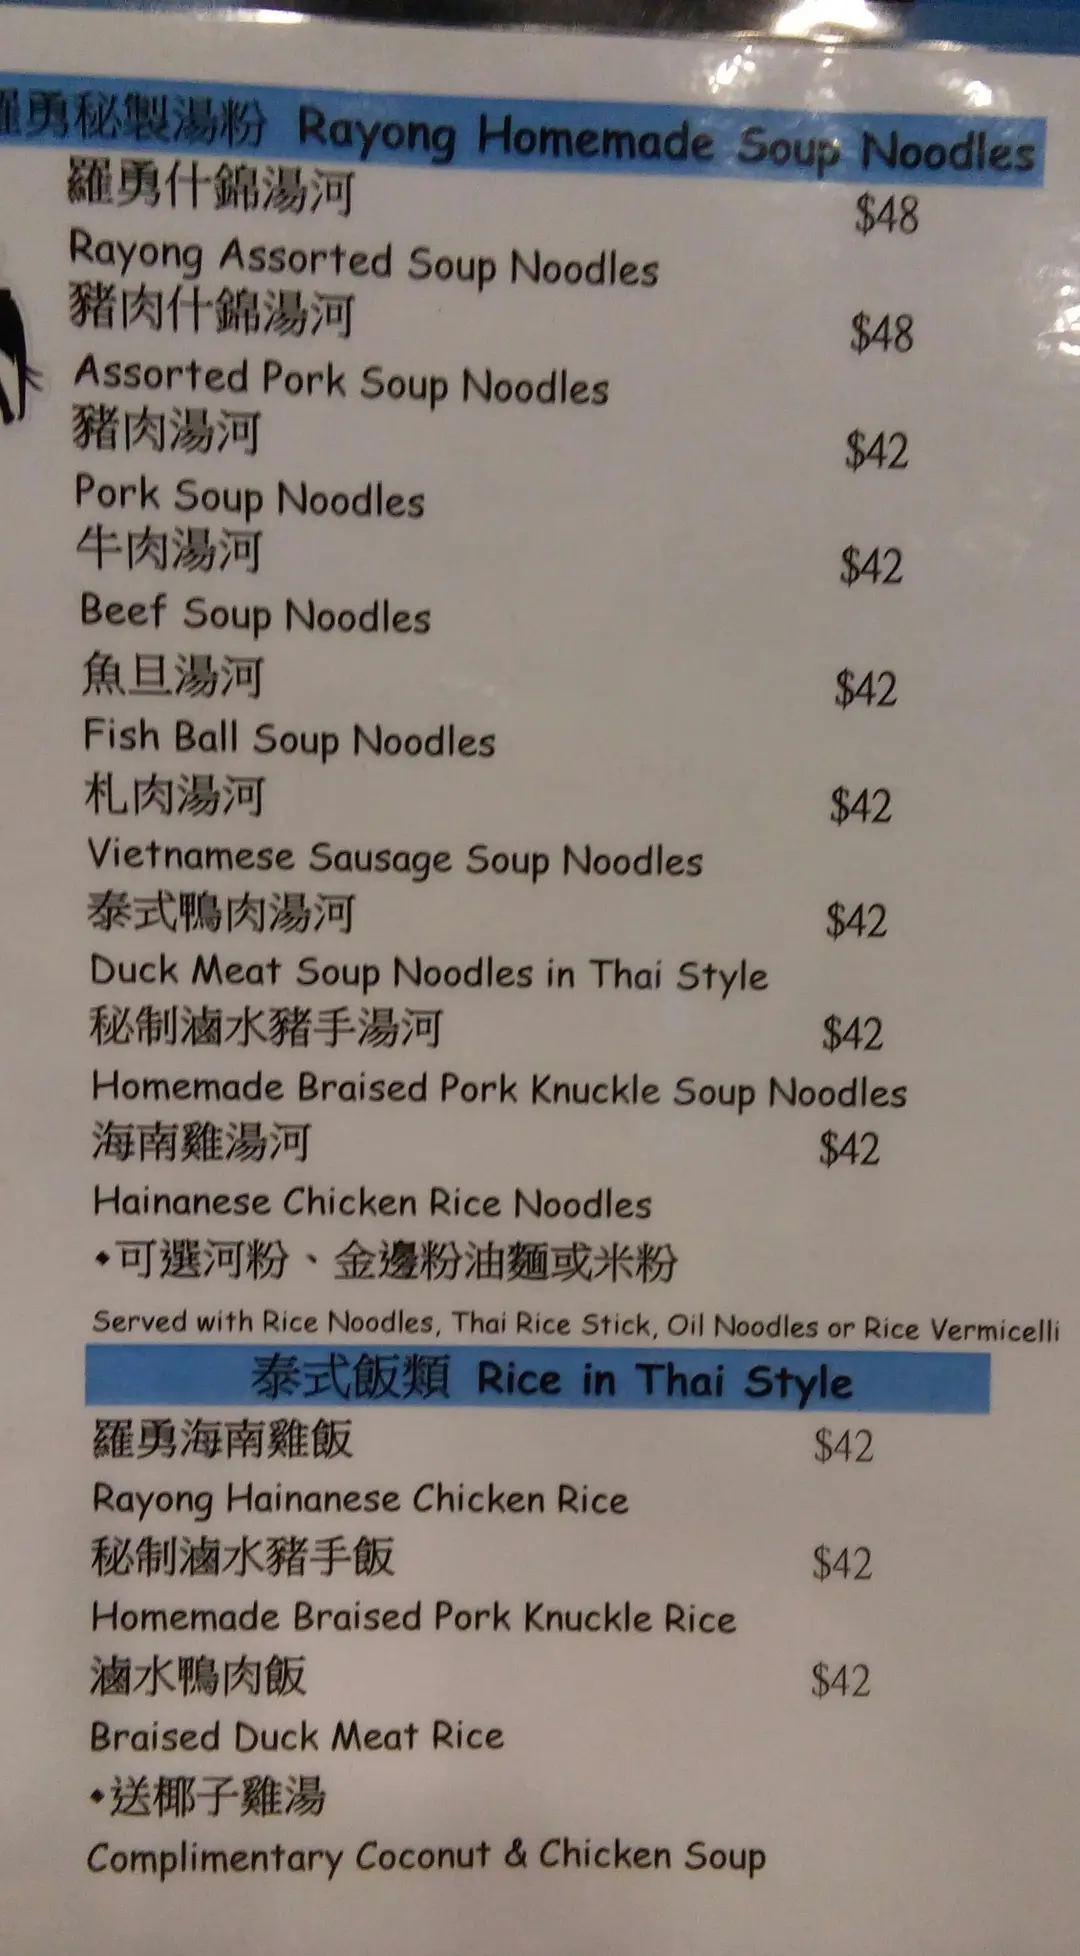 羅勇秘製湯粉 Rayong Homemade Soup Noodles
羅勇什錦湯河 $48
Rayong Assorted Soup Noodles
豬肉什錦湯河 $48
Assorted Pork Soup Noodles
豬肉湯河 $42
Pork Soup Noodles
牛肉湯河 $42
Beef Soup Noodles
魚旦湯河 $42
Fish Ball Soup Noodles
札肉湯河 $42
Vietnamese Sausage Soup Noodles
泰式鴨肉湯河 $42
Duck Meat Soup Noodles in Thai Style
秘制滷水豬手湯河 $42
Homemade Braised Pork Knuckle Soup Noodles
海南雞湯河 $42
Hainanese Chicken Rice Noodles
•可選河粉、金邊粉油麵或米粉
Served with Rice Noodles, Thai Rice Stick, Oil Noodles or Rice Vermicelli
泰式飯類 Rice in Thai Style
羅勇海南雞飯 $42
Rayong Hainanese Chicken Rice
秘制滷水豬手飯 $42
Homemade Braised Pork Knuckle Rice
滷水鴨肉飯 $42
Braised Duck Meat Rice
•送椰子雞湯
Complimentary Coconut & Chicken Soup